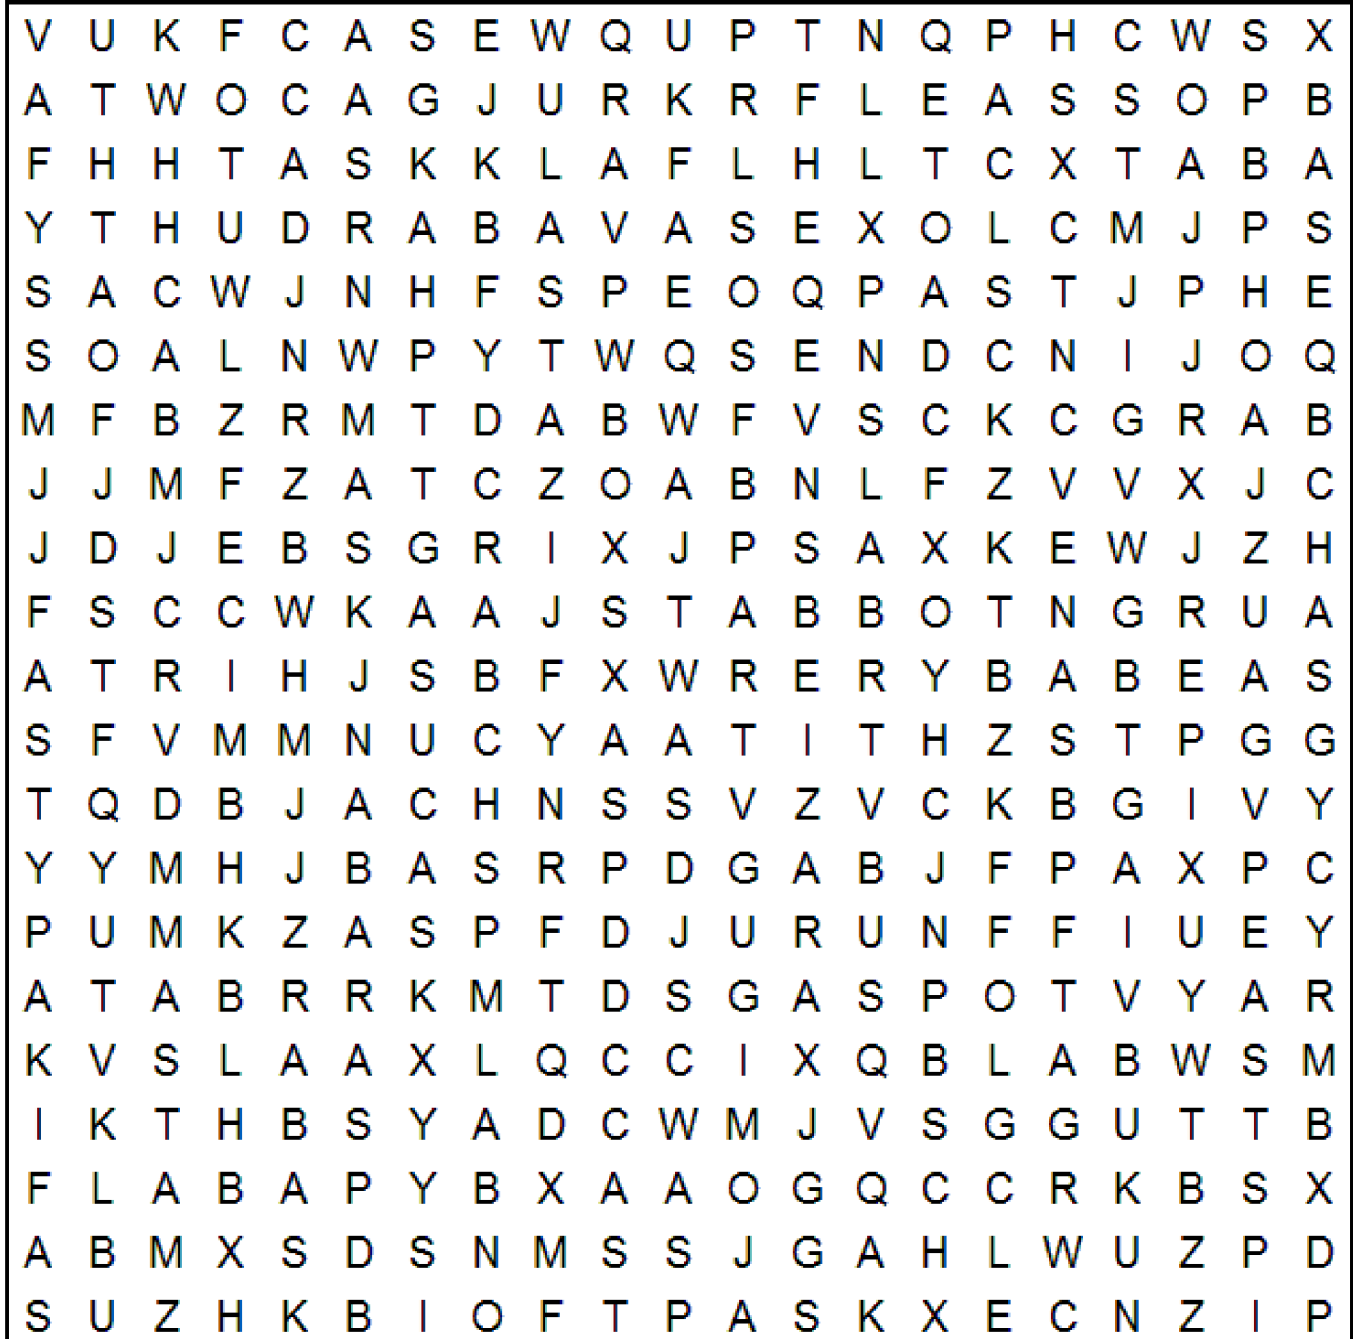 V U K F C A S E W Q U P T N Q P H C W S X
A T W O C A G J U R K R F L E A S S O P B
F H H T A S K K L A F L H L T C X T A B A
Y T H U D R A B A V A S E X O L C M J P S
S A C W J N H F S P E O Q P A S T J P H E
S O A L N W P Y T W Q S E N D C N I J O Q
M F B Z R M T D A B W F V S C K C G R A B
J J M F Z A T C Z O A B N L F Z V V X J C
J D J E B S G R I X J P S A X K E W J Z H
F S C C W K A A J S T A B B O T N G R U A
A T R I H J S B F X W R E R Y B A B E A S
S F V M M N U C Y A A T I T H Z S T P G G
T Q D B J A C H N S S V Z V C K B G I V Y
Y Y M H J B A S R P D G A B J F P A X P C
P U M K Z A S P F D J U R U N F F I U E Y
A T A B R R K M T D S G A S P O T V Y A R
K V S L A A X L Q C C I X Q B L A B W S M
I K T H B S Y A D C W M J V S G G U T T B
F L A B A P Y B X A A O G Q C C R K B S X
A B M X S D S N M S S J G A H L W U Z P D
S U Z H K B I O F T P A S K X E C N Z I P